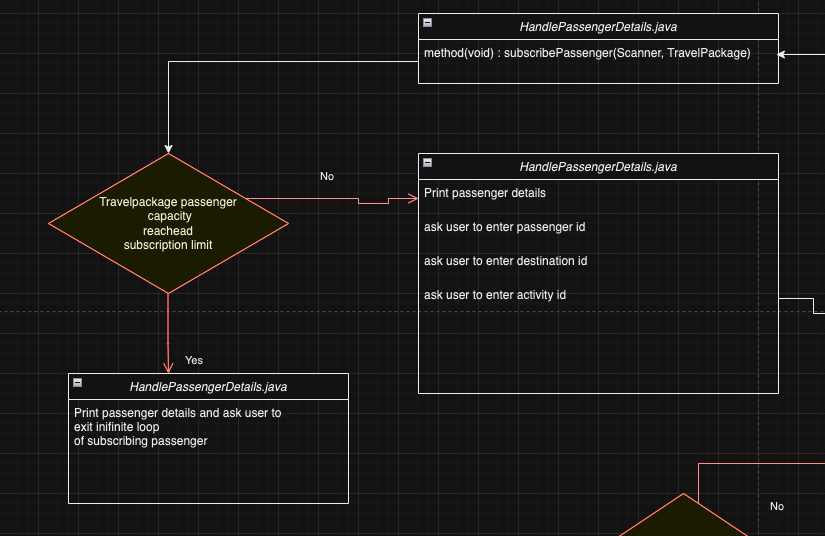 HandlePassengerDetails.java
method(void) : subscribePassenger(Scanner, TravelPackage)
No
HandlePassengerDetails.java
Print passenger details
ask user to enter passenger id
ask user to enter destination id
ask user to enter activity id
Travelpackage passenger
capacity
reachead
subscription limit
Yes
HandlePassengerDetails.java
Print passenger details and ask user to
exit inifinite loop
of subscribing passenger
No